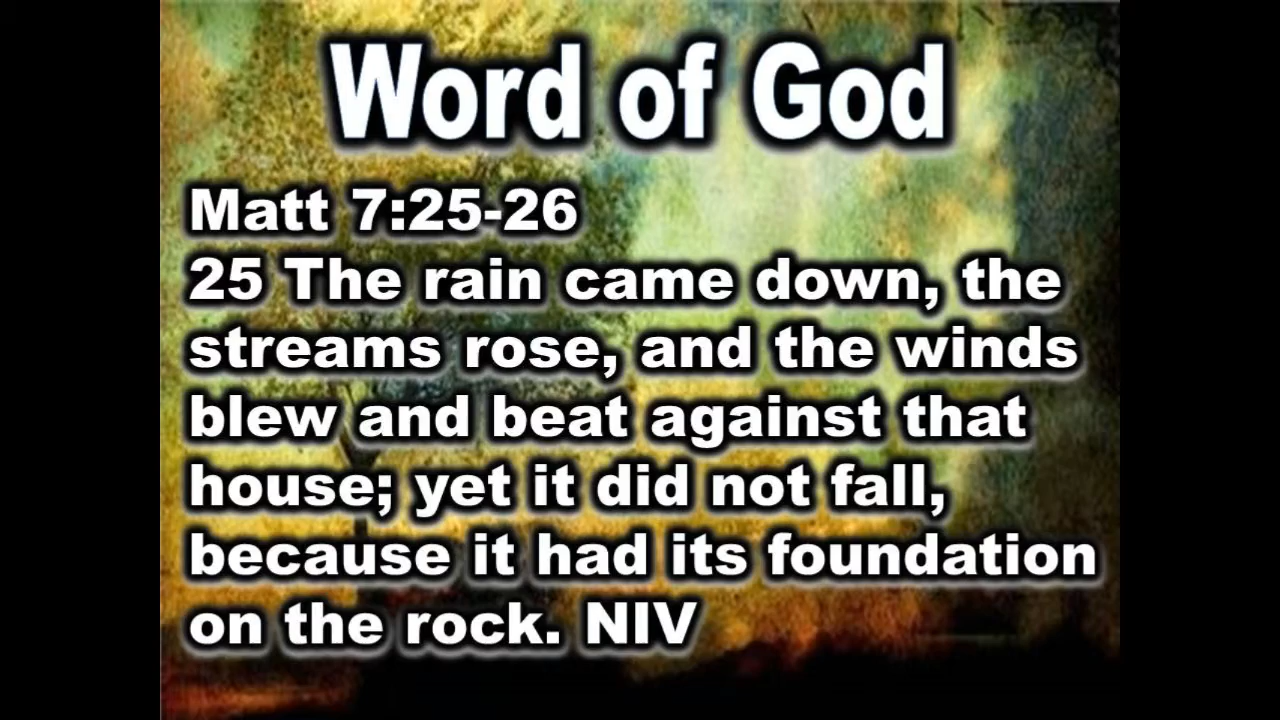 Word of God
Matt 7:25-26
25 The rain came down, the
streams rose, and the winds
blew and beat against that
house; yet it did not fall,
because it had its foundation
on the rock. NIV